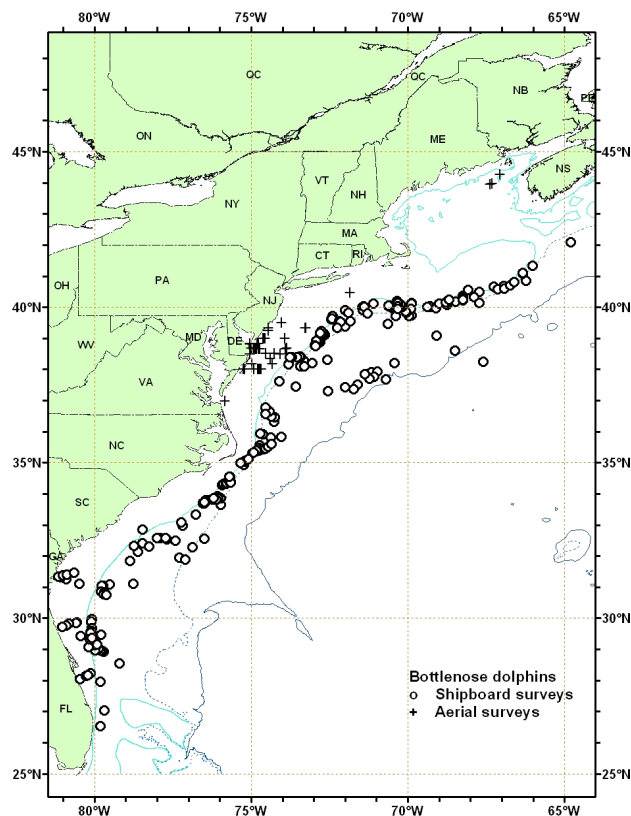 80°W 75°W 70°W 65°W
QC
QC
NB
PE
ON
ME
45°N 45°N
NS
VT
NH
NY
MA
CT RI
OH
PA
40°N NJ 40°N
MD
DE
WV
VA
NC
35°N 35°N
SC
GA
30°N 30°N
Bottlenose dolphins
Shipboard surveys
FL
Aerial surveys
25°N 25°N
80°W 75°W 70°W 65°W